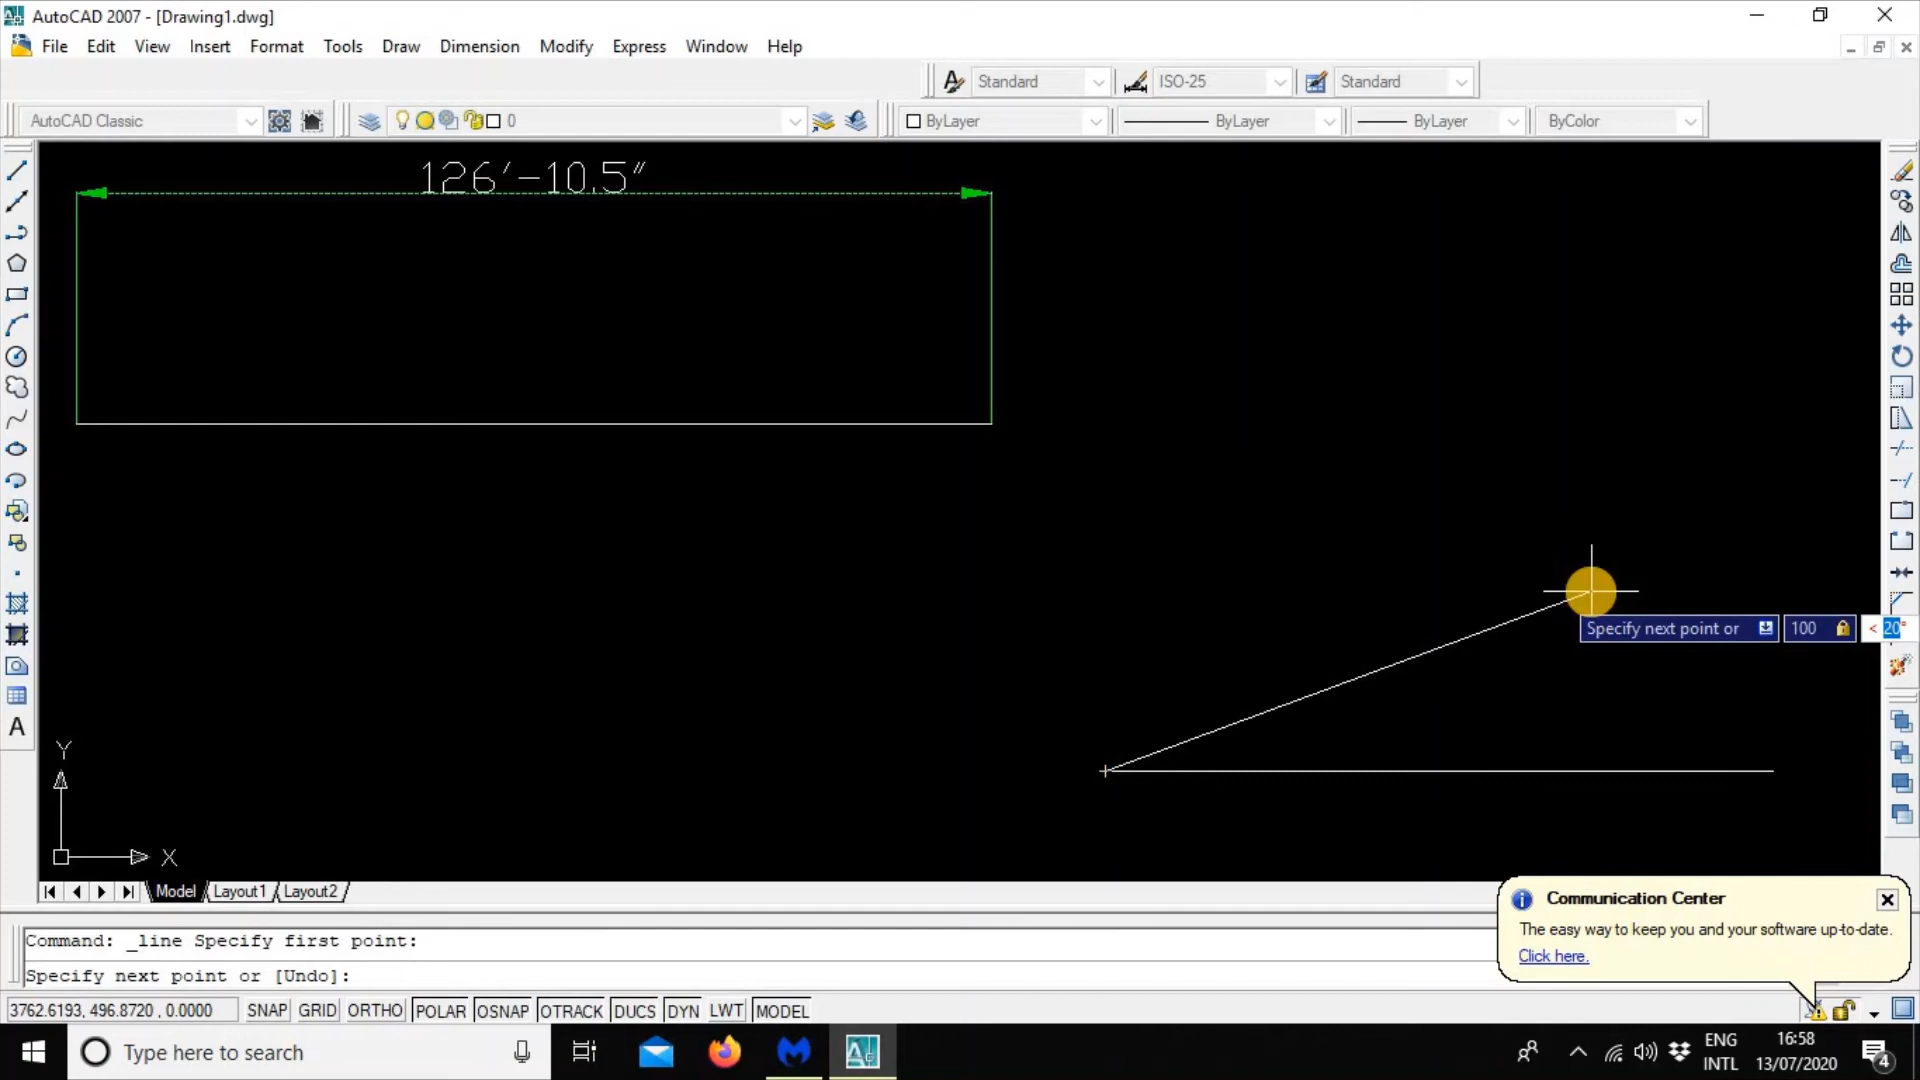 AutoCAD 2007 - [Drawing1.dwg]
File Edit View Insert Format Tools Draw Dimension Modify Express Window Help
Standard ISO-25 Standard
AutoCAD Classic 0 ByLayer ByLayer ByLayer ByColor
126'-10.5"
Specify next point or 100 < 20°
A
Y
X
Model Layout1 Layout2
Communication Center
The easy way to keep you and your software up-to-date.
Click here.
Command: _line Specify first point:
Specify next point or [Undo]:
3762.6193, 496.8720, 0.0000 SNAP GRID ORTHO POLAR OSNAP OTRACK DUCS DYN LWT MODEL
Type here to search
ENG
INTL
16:58
13/07/2020
4